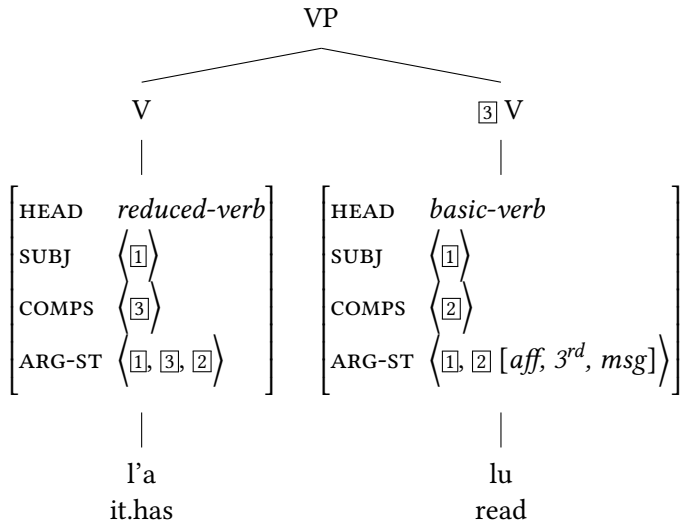 VP
V 3 V
HEAD reduced-verb HEAD basic-verb
SUBJ ⟨1⟩ SUBJ ⟨1⟩
COMPS ⟨3⟩ COMPS ⟨2⟩
ARG-ST ⟨1, 3, 2⟩ ARG-ST ⟨1, 2 [aff, 3rd, msg]⟩
l’a lu
it.has read